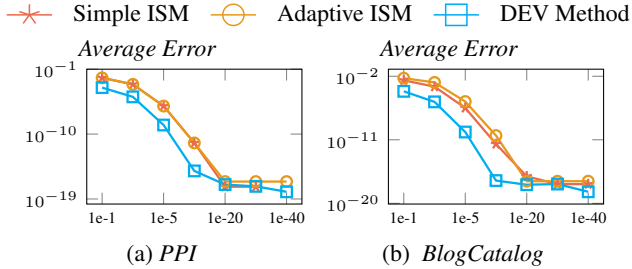 Simple ISM Adaptive ISM DEV Method
Average Error Average Error
10^-1 10^-2
10^-10 10^-11
10^-19 10^-20
1e-1 1e-5 1e-20 1e-40 1e-1 1e-5 1e-20 1e-40
(a) PPI (b) BlogCatalog